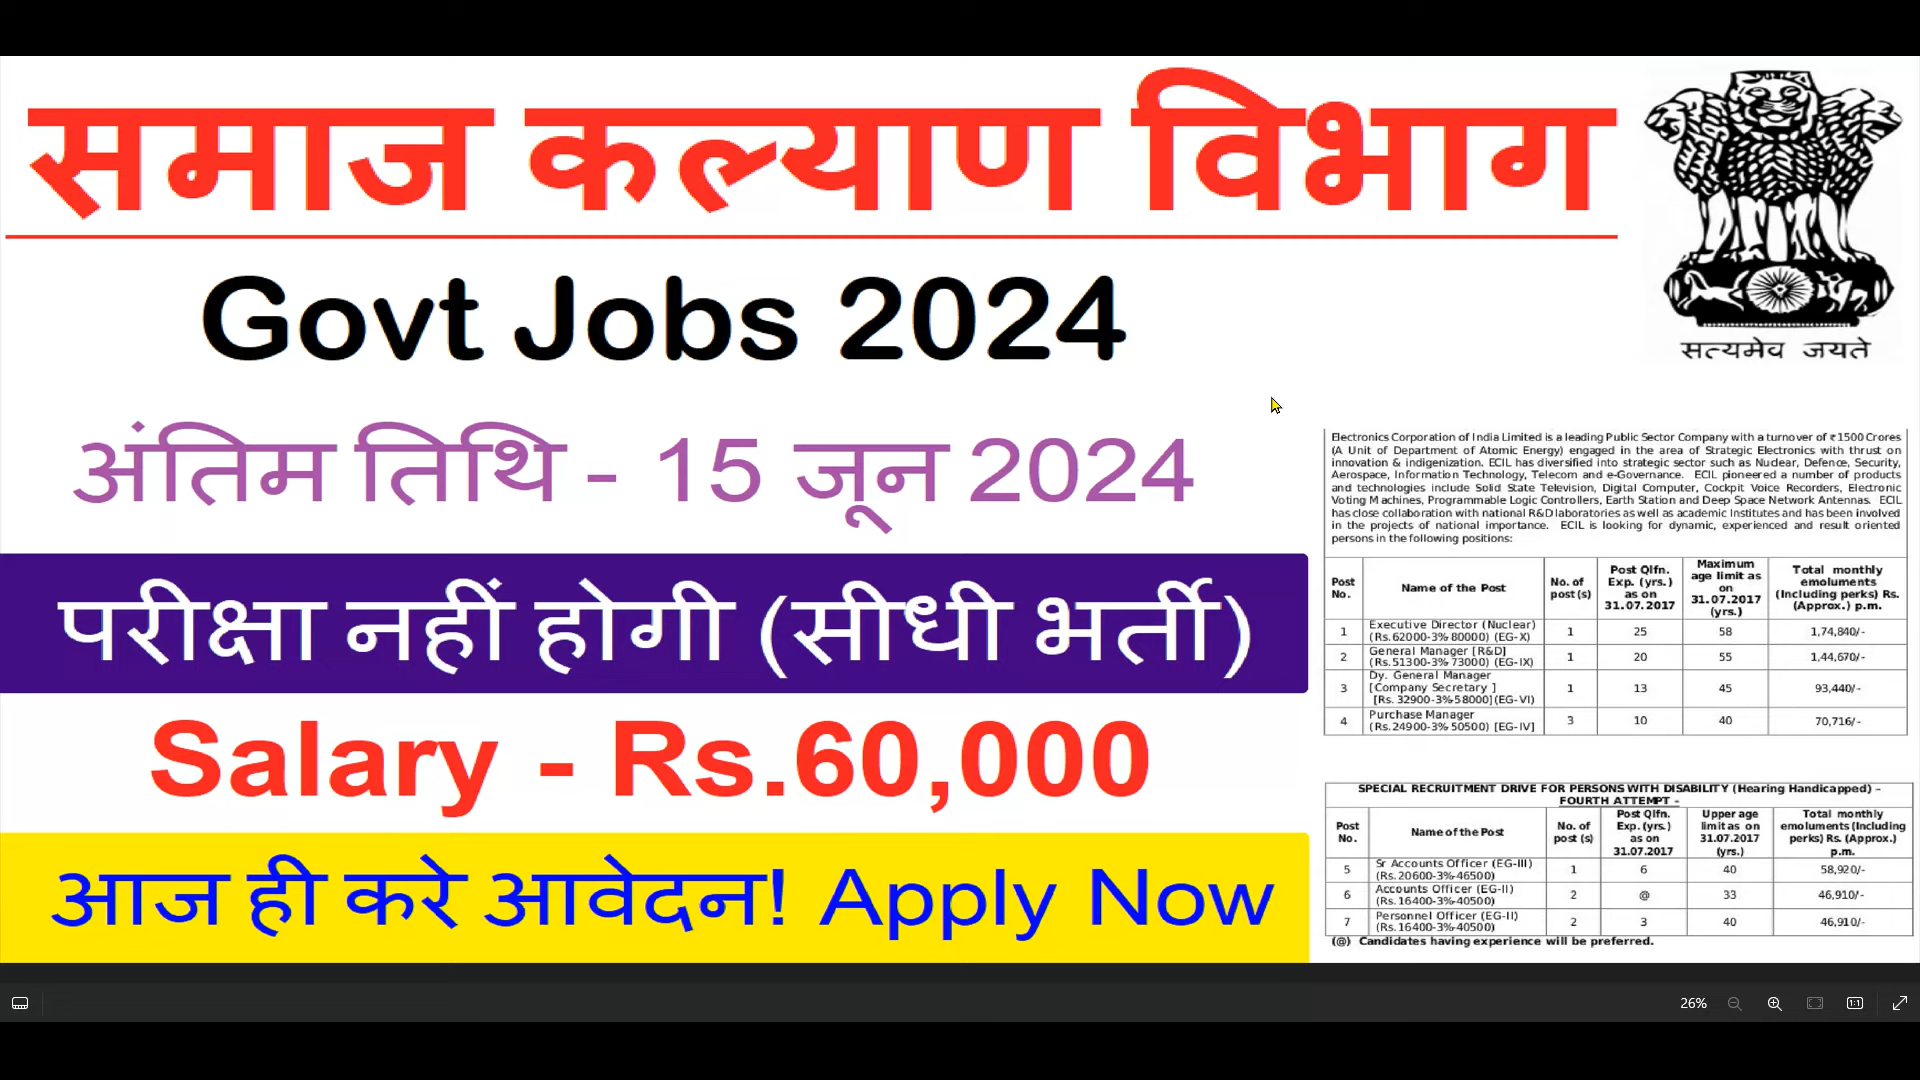 समाज कल्याण विभाग
Govt Jobs 2024
सत्यमेव जयते
अंतिम तिथि - 15 जून 2024
परीक्षा नहीं होगी (सीधी भर्ती)
Salary - Rs.60,000
आज ही करे आवेदन! Apply Now
Electronics Corporation of India Limited is a leading Public Sector Company with a turnover of ₹1500 Crores
(A Unit of Department of Atomic Energy) engaged in the area of Strategic Electronics with thrust on
innovation & indigenization. ECIL has diversified into strategic sector such as Nuclear, Defence, Security,
Aerospace, Information Technology, Telecom and e-Governance. ECIL pioneered a number of products
and technologies include Solid State Television, Digital Computer, Cockpit Voice Recorders, Electronic
Voting Machines, Programmable Logic Controllers, Earth Station and Deep Space Network Antennas. ECIL
has close collaboration with national R&D laboratories as well as academic Institutes and has been involved
in the projects of national importance. ECIL is looking for dynamic, experienced and result oriented
persons in the following positions:
Post No. Name of the Post No. of post(s) Post Qlfn. Exp. (yrs.) as on 31.07.2017 Maximum age limit as on 31.07.2017 (yrs.) Total monthly emoluments (Including perks) Rs. (Approx.) p.m.
1 Executive Director (Nuclear) (Rs.62000-3%80000) (EG-X) 1 25 58 1,74,840/-
2 General Manager [R&D] (Rs.51300-3%73000) (EG-IX) 1 20 55 1,44,670/-
3 Dy. General Manager [Company Secretary ] [Rs.32900-3%58000](EG-VI) 1 13 45 93,440/-
4 Purchase Manager (Rs.24900-3%50500) [EG-IV] 3 10 40 70,716/-
SPECIAL RECRUITMENT DRIVE FOR PERSONS WITH DISABILITY (Hearing Handicapped) –
FOURTH ATTEMPT -
Post No. Name of the Post No. of post (s) Post Qlfn. Exp. (yrs.) as on 31.07.2017 Upper age limit as on 31.07.2017 (yrs.) Total monthly emoluments (Including perks) Rs. (Approx.) p.m.
5 Sr Accounts Officer (EG-III) (Rs.20600-3%-46500) 1 6 40 58,920/-
6 Accounts Officer (EG-II) (Rs.16400-3%-40500) 2 @ 33 46,910/-
7 Personnel Officer (EG-II) (Rs.16400-3%-40500) 2 3 40 46,910/-
(@) Candidates having experience will be preferred.
26%
1:1